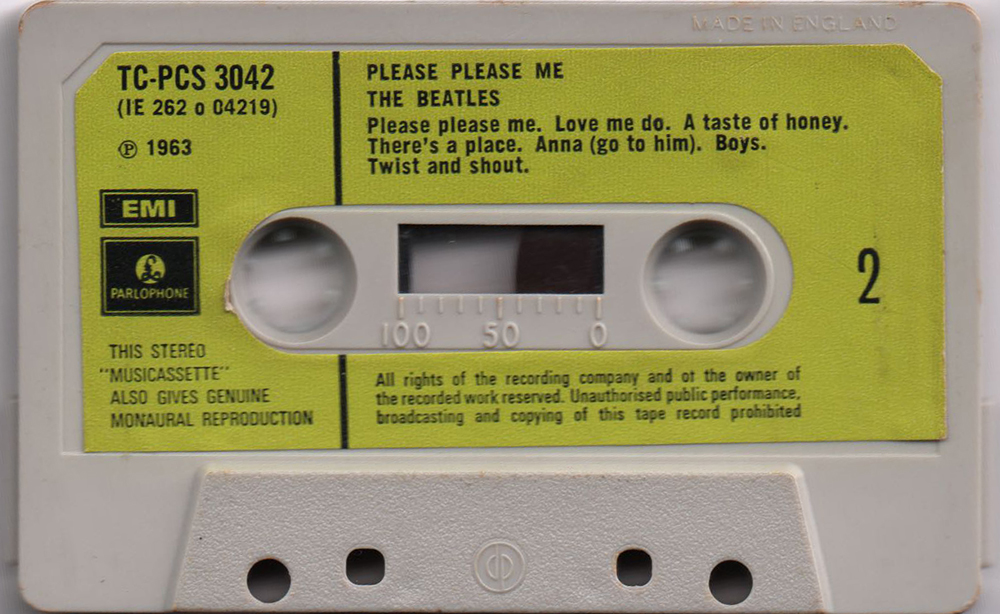 MADE IN ENGLAND
TC-PCS 3042
(IE 262 o 04219)
℗ 1963
EMI
£
PARLOPHONE
THIS STEREO
"MUSICASSETTE"
ALSO GIVES GENUINE
MONAURAL REPRODUCTION
PLEASE PLEASE ME
THE BEATLES
Please please me. Love me do. A taste of honey.
There's a place. Anna (go to him). Boys.
Twist and shout.
100 50 0
2
All rights of the recording company and of the owner of
the recorded work reserved. Unauthorised public performance,
broadcasting and copying of this tape record prohibited